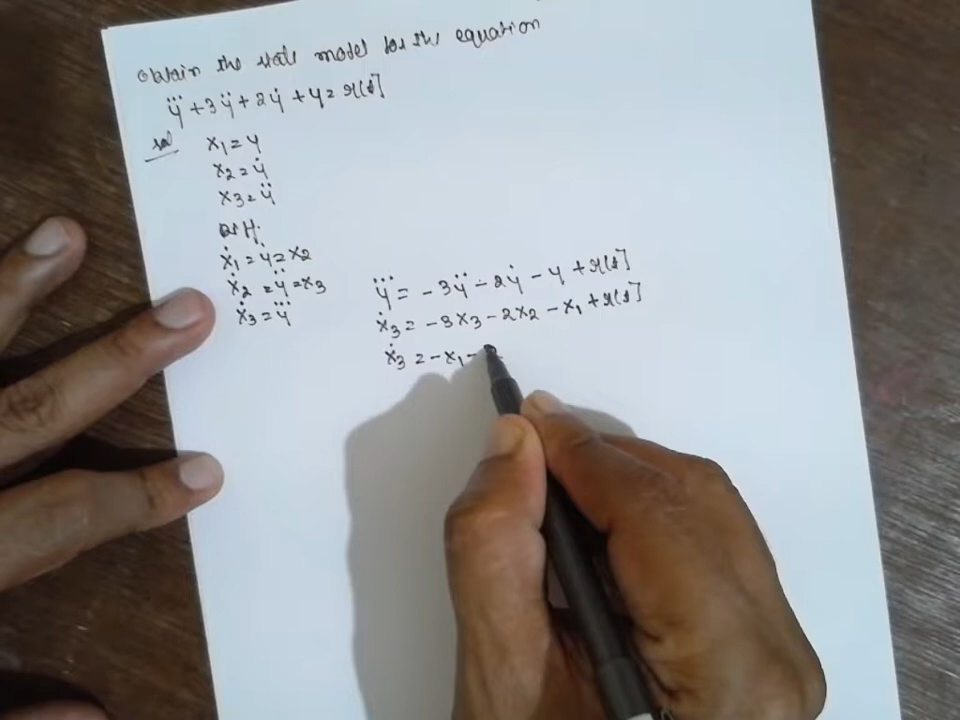 Obtain the state model for the equation
y⃛ + 3ÿ + 2ẏ + y = r(t)
sol x₁ = y
x₂ = ẏ
x₃ = ÿ
ẋ₁ = ẏ = x₂
ẋ₂ = ÿ = x₃
ẋ₃ = y⃛
y⃛ = -3ÿ - 2ẏ - y + r(t)
ẋ₃ = -3x₃ - 2x₂ - x₁ + r(t)
ẋ₃ = -x₁ - 2